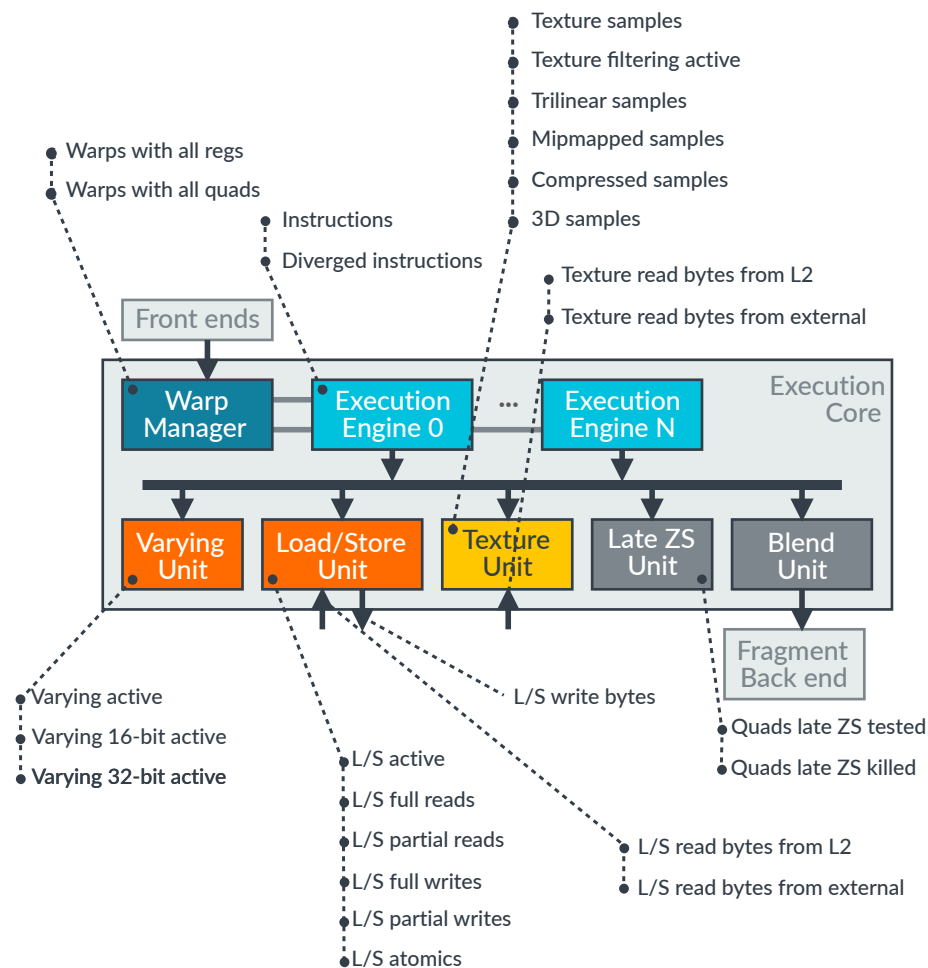 Texture samples
Texture filtering active
Trilinear samples
Mipmapped samples
Compressed samples
3D samples
Warps with all regs
Warps with all quads
Instructions
Diverged instructions
Texture read bytes from L2
Texture read bytes from external
Front ends
Execution
Core
Warp
Manager
Execution
Engine 0
...
Execution
Engine N
Varying
Unit
Load/Store
Unit
Texture
Unit
Late ZS
Unit
Blend
Unit
Fragment
Back end
Varying active
Varying 16-bit active
Varying 32-bit active
L/S write bytes
Quads late ZS tested
Quads late ZS killed
L/S active
L/S full reads
L/S partial reads
L/S full writes
L/S partial writes
L/S atomics
L/S read bytes from L2
L/S read bytes from external